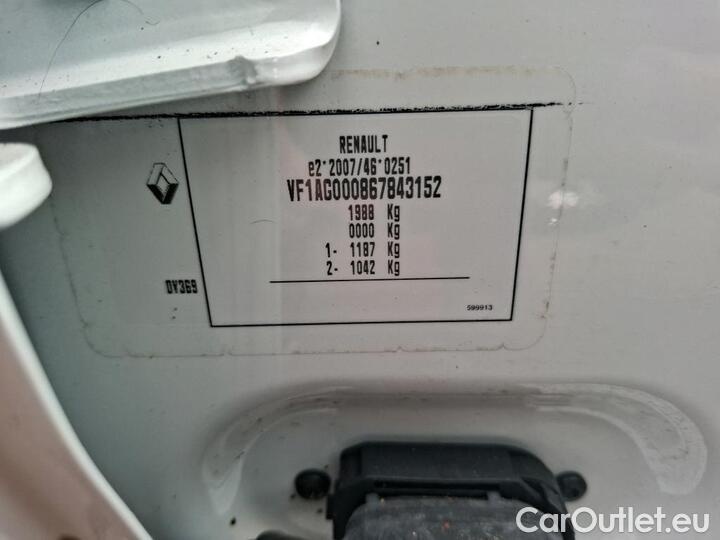 RENAULT
e2*2007/46*0251
VF1AG000867843152
1988 Kg
0000 Kg
1- 1187 Kg
2- 1042 Kg
DV369
599913
CarOutlet.eu